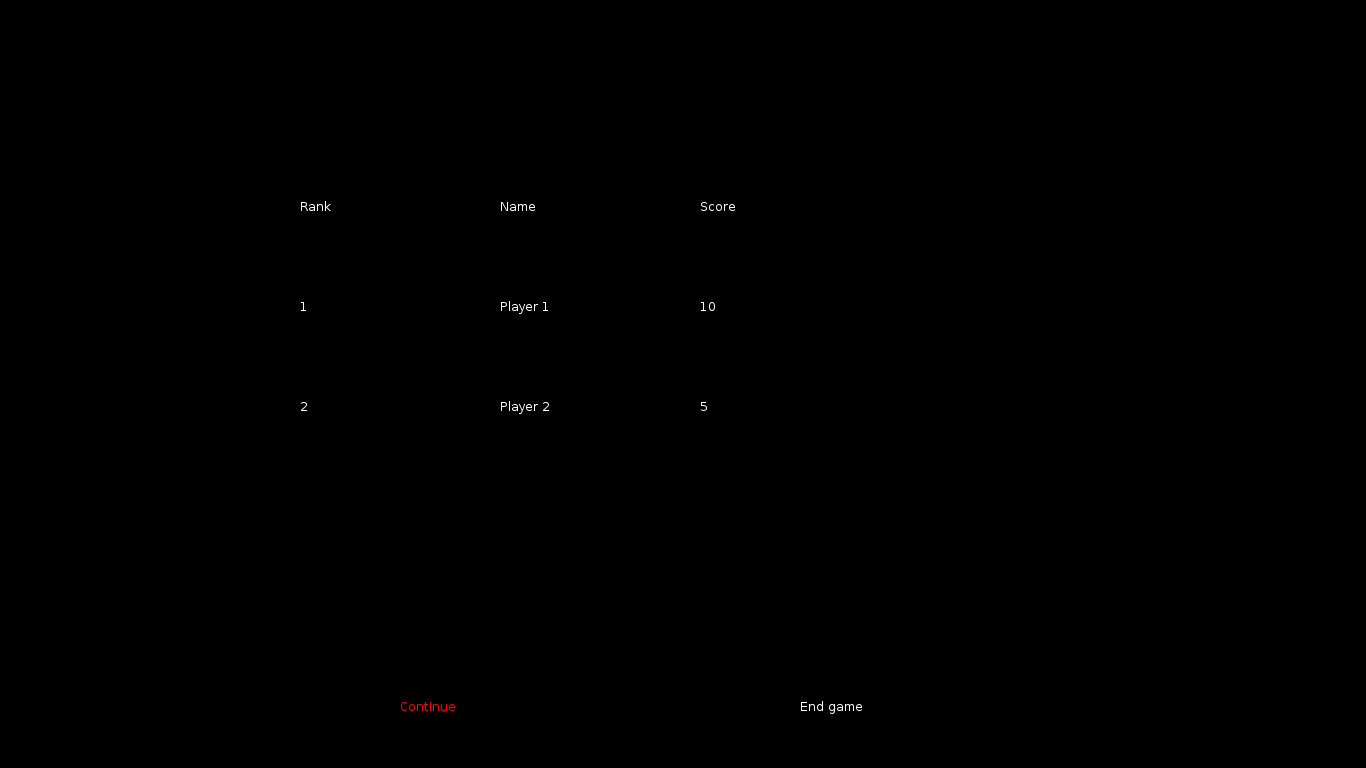 Rank Name Score
1 Player 1 10
2 Player 2 5
Continue End game